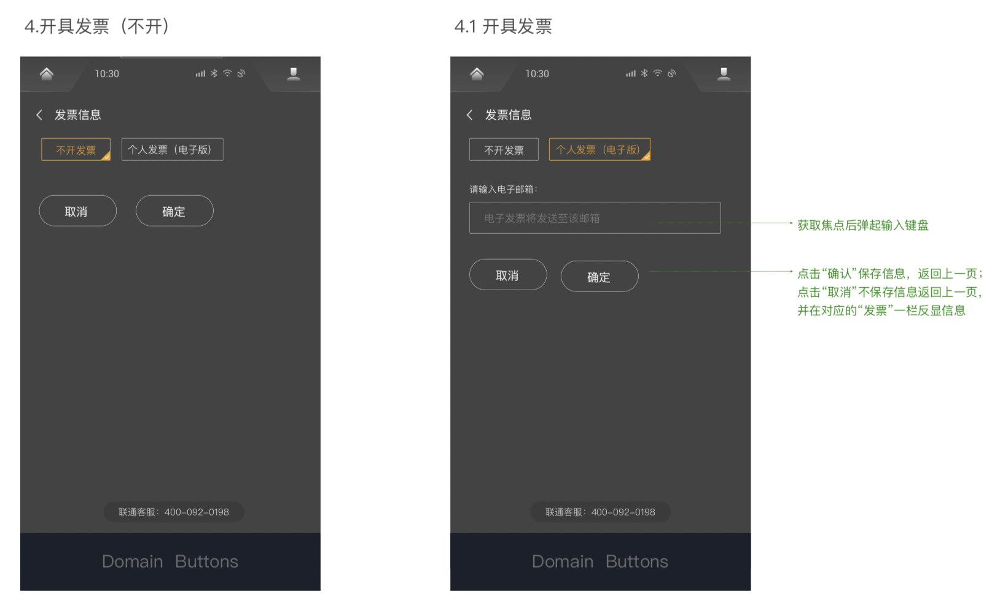 4.开具发票（不开）
10:30
发票信息
不开发票
个人发票（电子版）
取消
确定
联通客服：400-092-0198
Domain Buttons
4.1 开具发票
10:30
发票信息
不开发票
个人发票（电子版）
请输入电子邮箱：
电子发票将发送至该邮箱
取消
确定
联通客服：400-092-0198
Domain Buttons
获取焦点后弹起输入键盘
点击“确认”保存信息，返回上一页；
点击“取消”不保存信息返回上一页，
并在对应的“发票”一栏反显信息